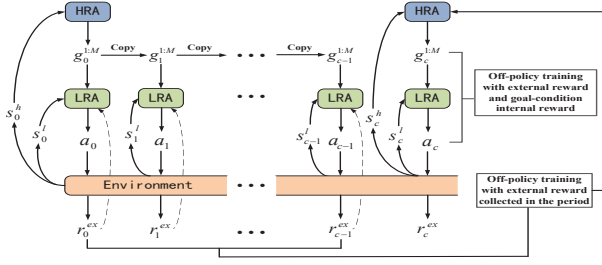 HRA HRA
g_0^{1:M} Copy g_1^{1:M} Copy ... Copy g_{c-1}^{1:M} g_c^{1:M}
LRA LRA ... LRA LRA
Off-policy training
with external reward
and goal-condition
internal reward
s_0^h s_0^l s_1^l s_{c-1}^l s_c^h s_c^l
a_0 a_1 ... a_{c-1} a_c
Environment ...
Off-policy training
with external reward
collected in the period
r_0^{ex} r_1^{ex} ... r_{c-1}^{ex} r_c^{ex}